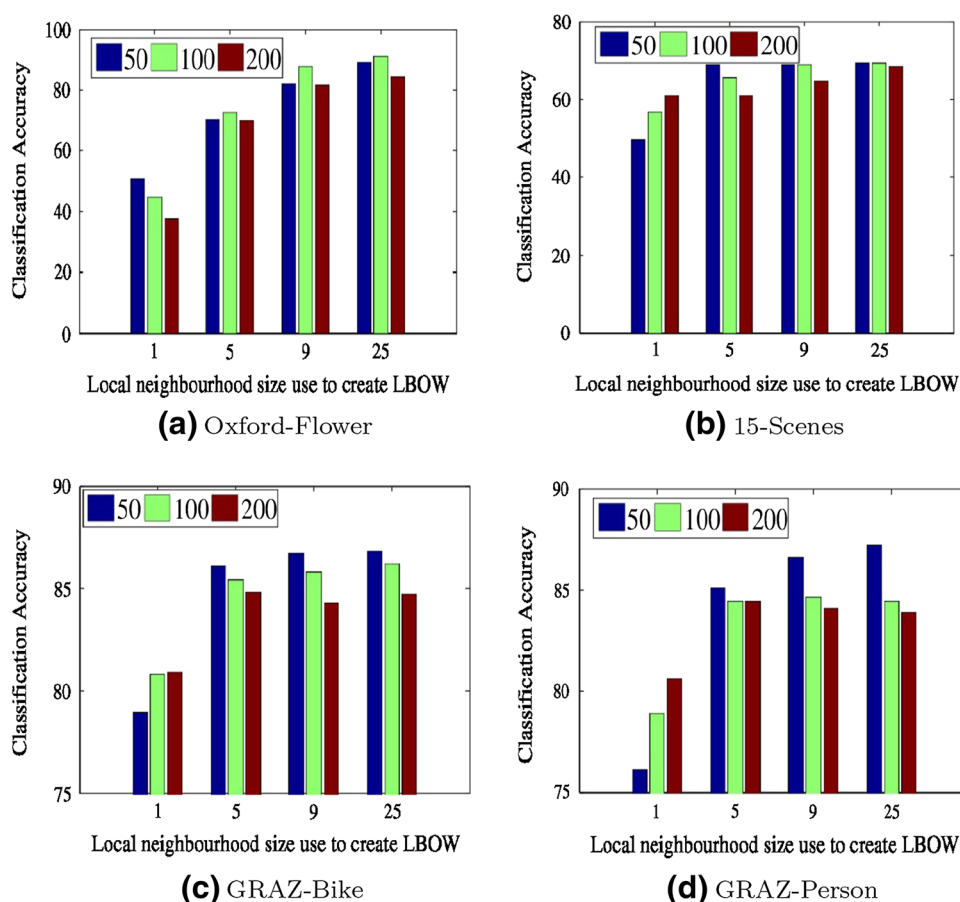 100
80
60
40
20
0
Classification Accuracy
50 100 200
1 5 9 25
Local neighbourhood size use to create LBOW
(a) Oxford-Flower
80
60
40
20
0
Classification Accuracy
50 100 200
1 5 9 25
Local neighbourhood size use to create LBOW
(b) 15-Scenes
90
85
80
75
Classification Accuracy
50 100 200
1 5 9 25
Local neighbourhood size use to create LBOW
(c) GRAZ-Bike
90
85
80
75
Classification Accuracy
50 100 200
1 5 9 25
Local neighbourhood size use to create LBOW
(d) GRAZ-Person